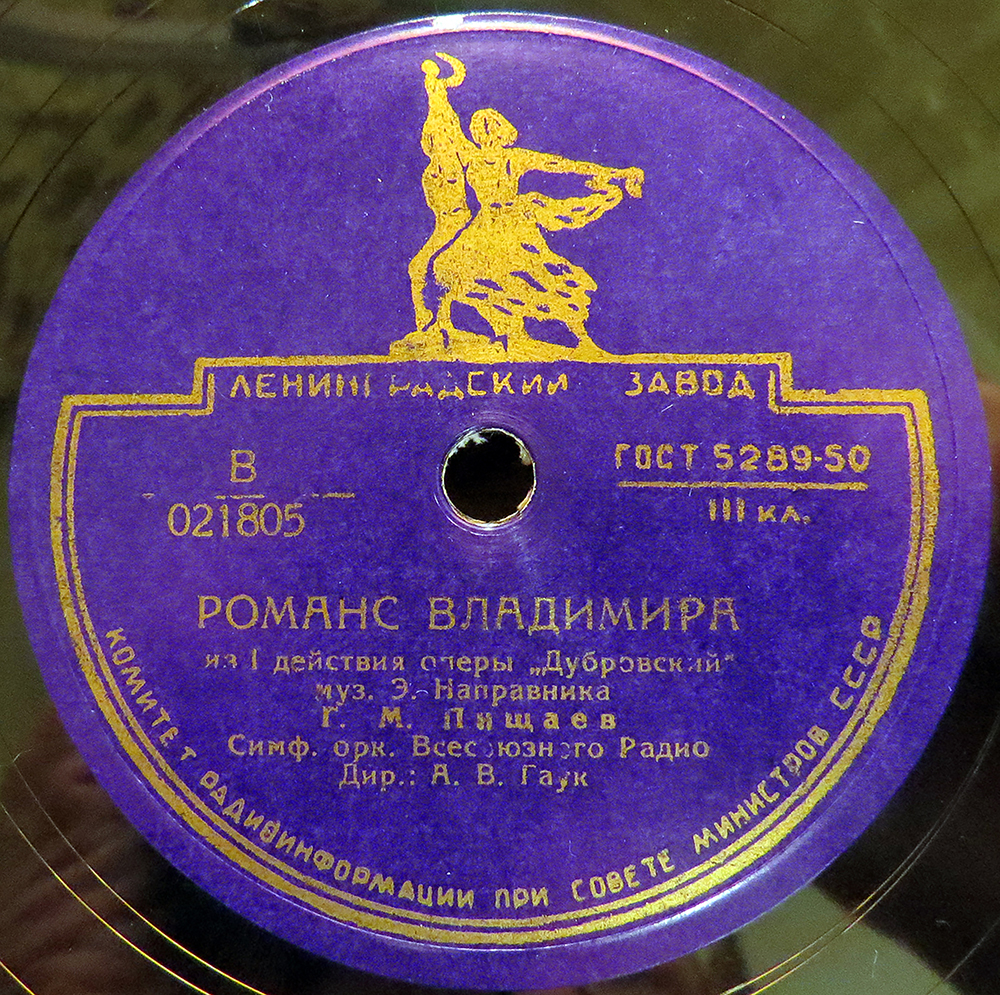 ЛЕНИНГРАДСКИЙ ЗАВОД
В
021805
ГОСТ 5289-50
III кл.
РОМАНС ВЛАДИМИРА
из I действия оперы „Дубровский“
муз. Э. Направника
Г. М. Пищаев
Симф. орк. Всесоюзного Радио
Дир.: А. В. Гаук
КОМИТЕТ РАДИОИНФОРМАЦИИ ПРИ СОВЕТЕ МИНИСТРОВ СССР